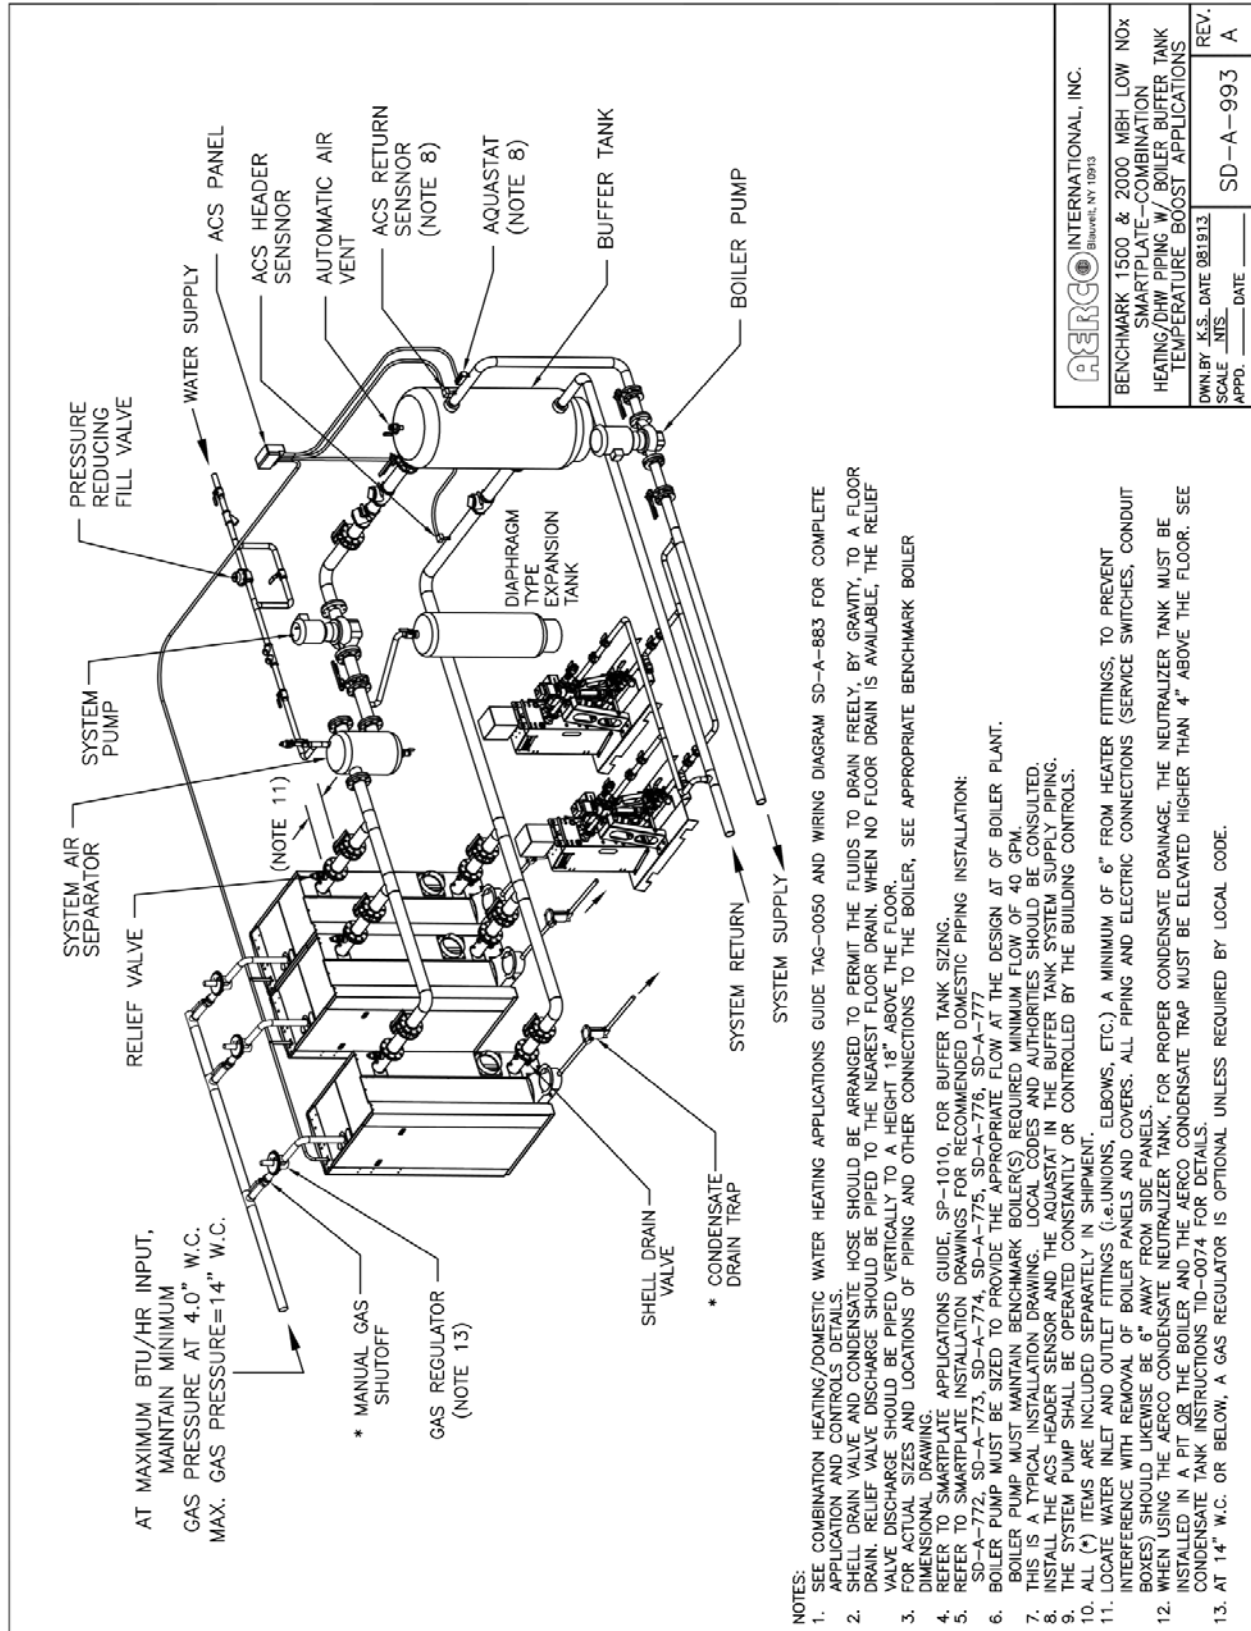 AT MAXIMUM BTU/HR INPUT,
MAINTAIN MINIMUM
GAS PRESSURE AT 4.0" W.C.
MAX. GAS PRESSURE=14" W.C.
* MANUAL GAS
SHUTOFF
GAS REGULATOR
(NOTE 13)
SHELL DRAIN
VALVE
* CONDENSATE
DRAIN TRAP
RELIEF VALVE
SYSTEM AIR
SEPARATOR
(NOTE 11)
SYSTEM
PUMP
PRESSURE
REDUCING
FILL VALVE
WATER SUPPLY
ACS PANEL
ACS HEADER
SENSNOR
AUTOMATIC AIR
VENT
ACS RETURN
SENSNOR
(NOTE 8)
AQUASTAT
(NOTE 8)
BUFFER TANK
BOILER PUMP
DIAPHRAGM
TYPE
EXPANSION
TANK
SYSTEM RETURN
SYSTEM SUPPLY
NOTES:
1. SEE COMBINATION HEATING/DOMESTIC WATER HEATING APPLICATIONS GUIDE TAG-0050 AND WIRING DIAGRAM SD-A-883 FOR COMPLETE
APPLICATION AND CONTROLS DETAILS.
2. SHELL DRAIN VALVE AND CONDENSATE HOSE SHOULD BE ARRANGED TO PERMIT THE FLUIDS TO DRAIN FREELY, BY GRAVITY, TO A FLOOR
DRAIN. RELIEF VALVE DISCHARGE SHOULD BE PIPED TO THE NEAREST FLOOR DRAIN. WHEN NO FLOOR DRAIN IS AVAILABLE, THE RELIEF
VALVE DISCHARGE SHOULD BE PIPED VERTICALLY TO A HEIGHT 18" ABOVE THE FLOOR.
3. FOR ACTUAL SIZES AND LOCATIONS OF PIPING AND OTHER CONNECTIONS TO THE BOILER, SEE APPROPRIATE BENCHMARK BOILER
DIMENSIONAL DRAWING.
4. REFER TO SMARTPLATE APPLICATIONS GUIDE, SP-1010, FOR BUFFER TANK SIZING.
5. REFER TO SMARTPLATE INSTALLATION DRAWINGS FOR RECOMMENDED DOMESTIC PIPING INSTALLATION:
SD-A-772, SD-A-773, SD-A-774, SD-A-775, SD-A-776, SD-A-777
6. BOILER PUMP MUST BE SIZED TO PROVIDE THE APPROPRIATE FLOW AT THE DESIGN ΔT OF BOILER PLANT.
BOILER PUMP MUST MAINTAIN BENCHMARK BOILER(S) REQUIRED MINIMUM FLOW OF 40 GPM.
7. THIS IS A TYPICAL INSTALLATION DRAWING. LOCAL CODES AND AUTHORITIES SHOULD BE CONSULTED.
8. INSTALL THE ACS HEADER SENSOR AND THE AQUASTAT IN THE BUFFER TANK SYSTEM SUPPLY PIPING.
9. THE SYSTEM PUMP SHALL BE OPERATED CONSTANTLY OR CONTROLLED BY THE BUILDING CONTROLS.
10. ALL (*) ITEMS ARE INCLUDED SEPARATELY IN SHIPMENT.
11. LOCATE WATER INLET AND OUTLET FITTINGS (i.e.UNIONS, ELBOWS, ETC.) A MINIMUM OF 6" FROM HEATER FITTINGS, TO PREVENT
INTERFERENCE WITH REMOVAL OF BOILER PANELS AND COVERS. ALL PIPING AND ELECTRIC CONNECTIONS (SERVICE SWITCHES, CONDUIT
BOXES) SHOULD LIKEWISE BE 6" AWAY FROM SIDE PANELS.
12. WHEN USING THE AERCO CONDENSATE NEUTRALIZER TANK, FOR PROPER CONDENSATE DRAINAGE, THE NEUTRALIZER TANK MUST BE
INSTALLED IN A PIT OR THE BOILER AND THE AERCO CONDENSATE TRAP MUST BE ELEVATED HIGHER THAN 4" ABOVE THE FLOOR. SEE
CONDENSATE TANK INSTRUCTIONS TID-0074 FOR DETAILS.
13. AT 14" W.C. OR BELOW, A GAS REGULATOR IS OPTIONAL UNLESS REQUIRED BY LOCAL CODE.
AERCO INTERNATIONAL, INC.
Blauvelt, NY 10913
BENCHMARK 1500 & 2000 MBH LOW NOx
SMARTPLATE-COMBINATION
HEATING/DHW PIPING W/ BOILER BUFFER TANK
TEMPERATURE BOOST APPLICATIONS
DWN.BY K.S. DATE 081913
SCALE NTS
APPD. DATE
SD-A-993
REV.
A